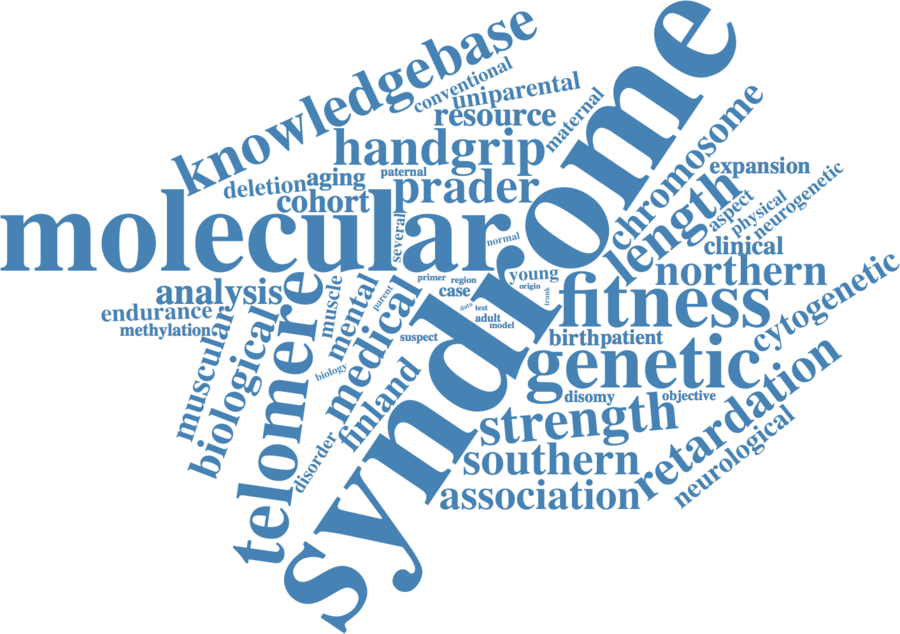 knowledgebase
conventional
uniparental
resource
maternal
syndrome
handgrip
chromosome
expansion
deletion
aging
paternal
prader
cohort
length
aspect
physical
neurogenetic
molecular
several
normal
clinical
northern
analysis
endurance
methylation
muscular
biological
telomere
muscle
mental
parent
medical
primer
region
case
young
origin
trunk
data
test
adult
model
suspect
biology
finland
disorder
fitness
cytogenetic
birth
patient
genetic
disomy
objective
strength
retardation
southern
neurological
association